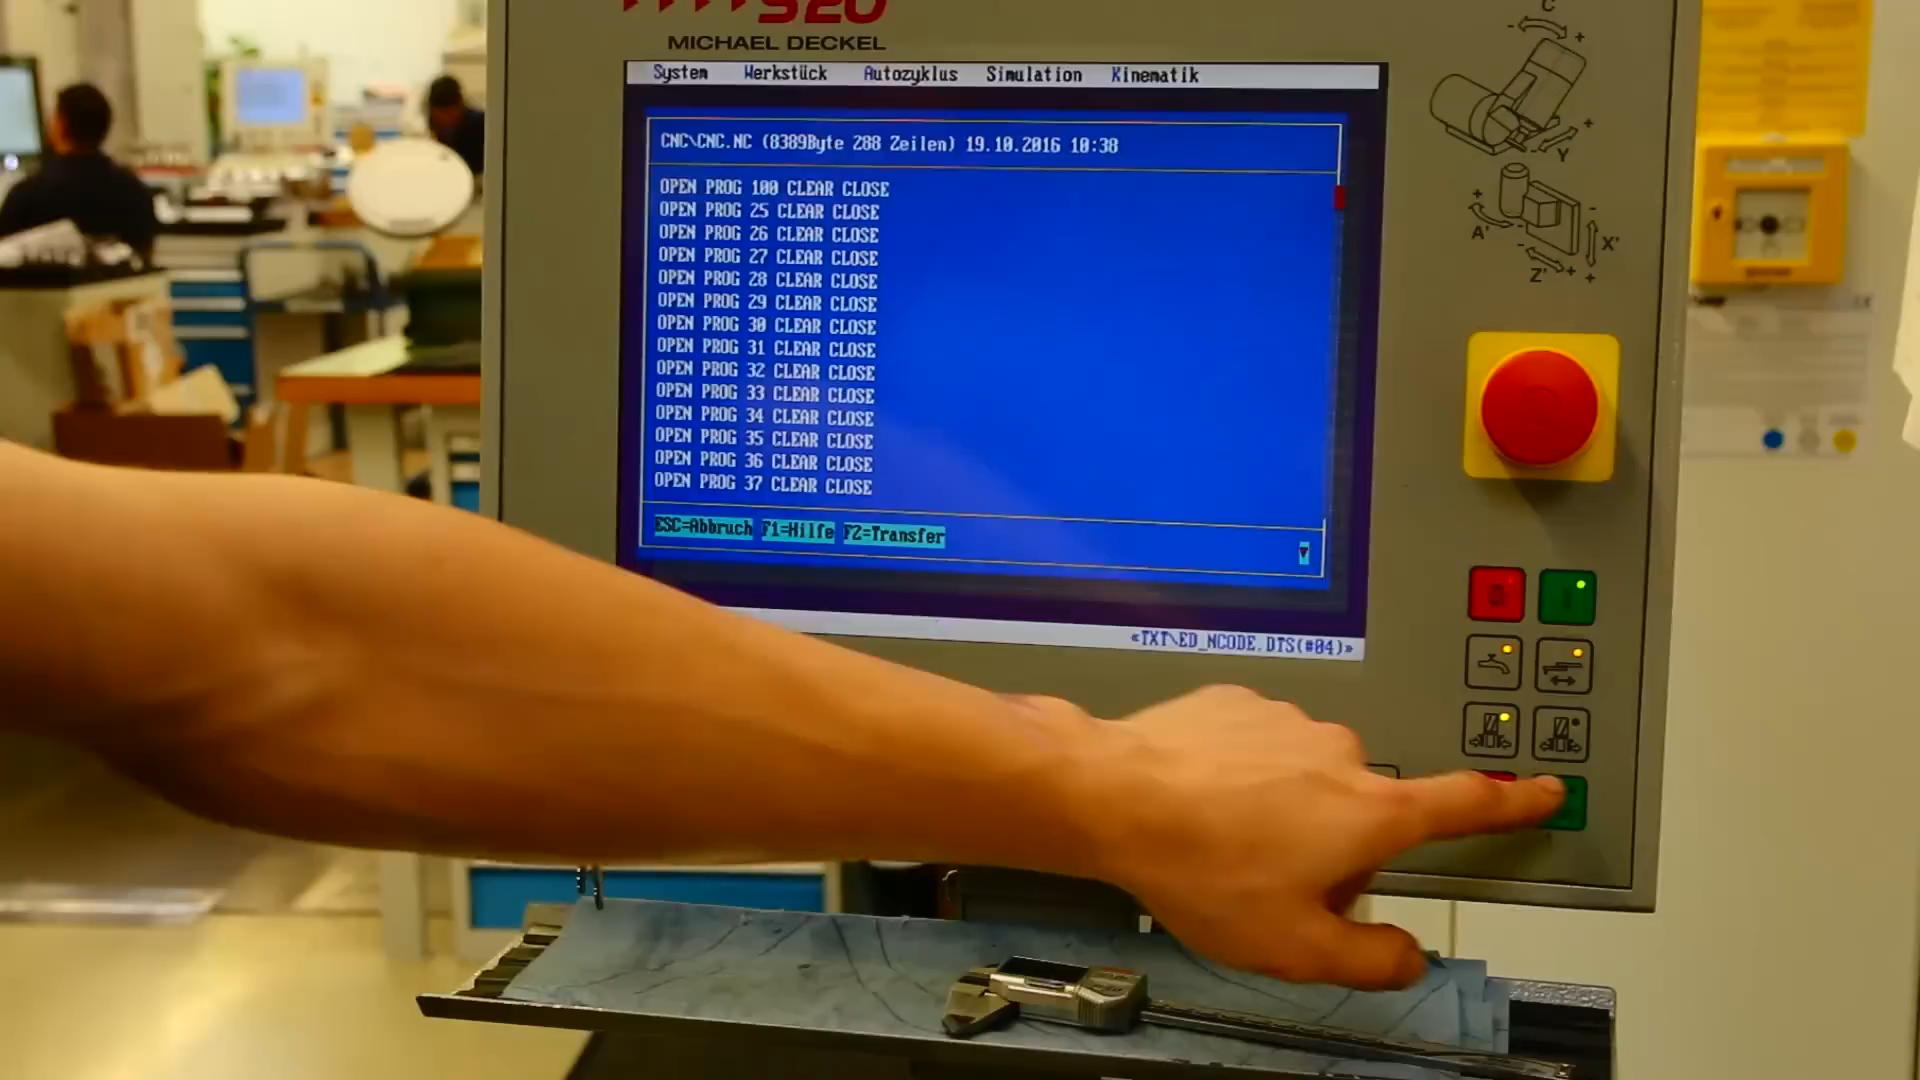 S20
MICHAEL DECKEL
System Werkstück Autozyklus Simulation Kinematik
CNC\CNC.NC (8389Byte 288 Zeilen) 19.10.2016 10:38
OPEN PROG 100 CLEAR CLOSE
OPEN PROG 25 CLEAR CLOSE
OPEN PROG 26 CLEAR CLOSE
OPEN PROG 27 CLEAR CLOSE
OPEN PROG 28 CLEAR CLOSE
OPEN PROG 29 CLEAR CLOSE
OPEN PROG 30 CLEAR CLOSE
OPEN PROG 31 CLEAR CLOSE
OPEN PROG 32 CLEAR CLOSE
OPEN PROG 33 CLEAR CLOSE
OPEN PROG 34 CLEAR CLOSE
OPEN PROG 35 CLEAR CLOSE
OPEN PROG 36 CLEAR CLOSE
OPEN PROG 37 CLEAR CLOSE
ESC=Abbruch F1=Hilfe F2=Transfer
«TXT\ED_NCODE.DTS(#04)»
C
- +
+
Y
+ -
A' X'
-
Z' + +